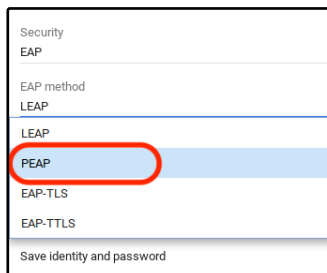 Security
EAP
EAP method
LEAP
LEAP
PEAP
EAP-TLS
EAP-TTLS
Save identity and password